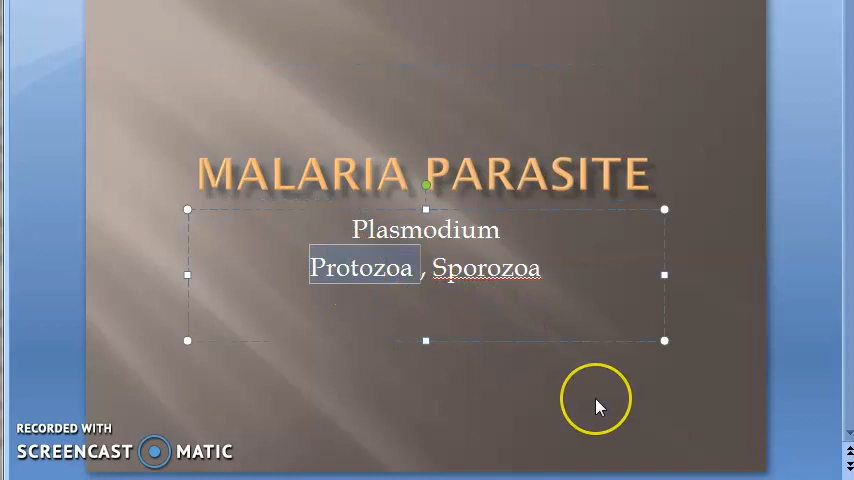 MALARIA PARASITE
Plasmodium
Protozoa , Sporozoa
RECORDED WITH
SCREENCAST MATIC